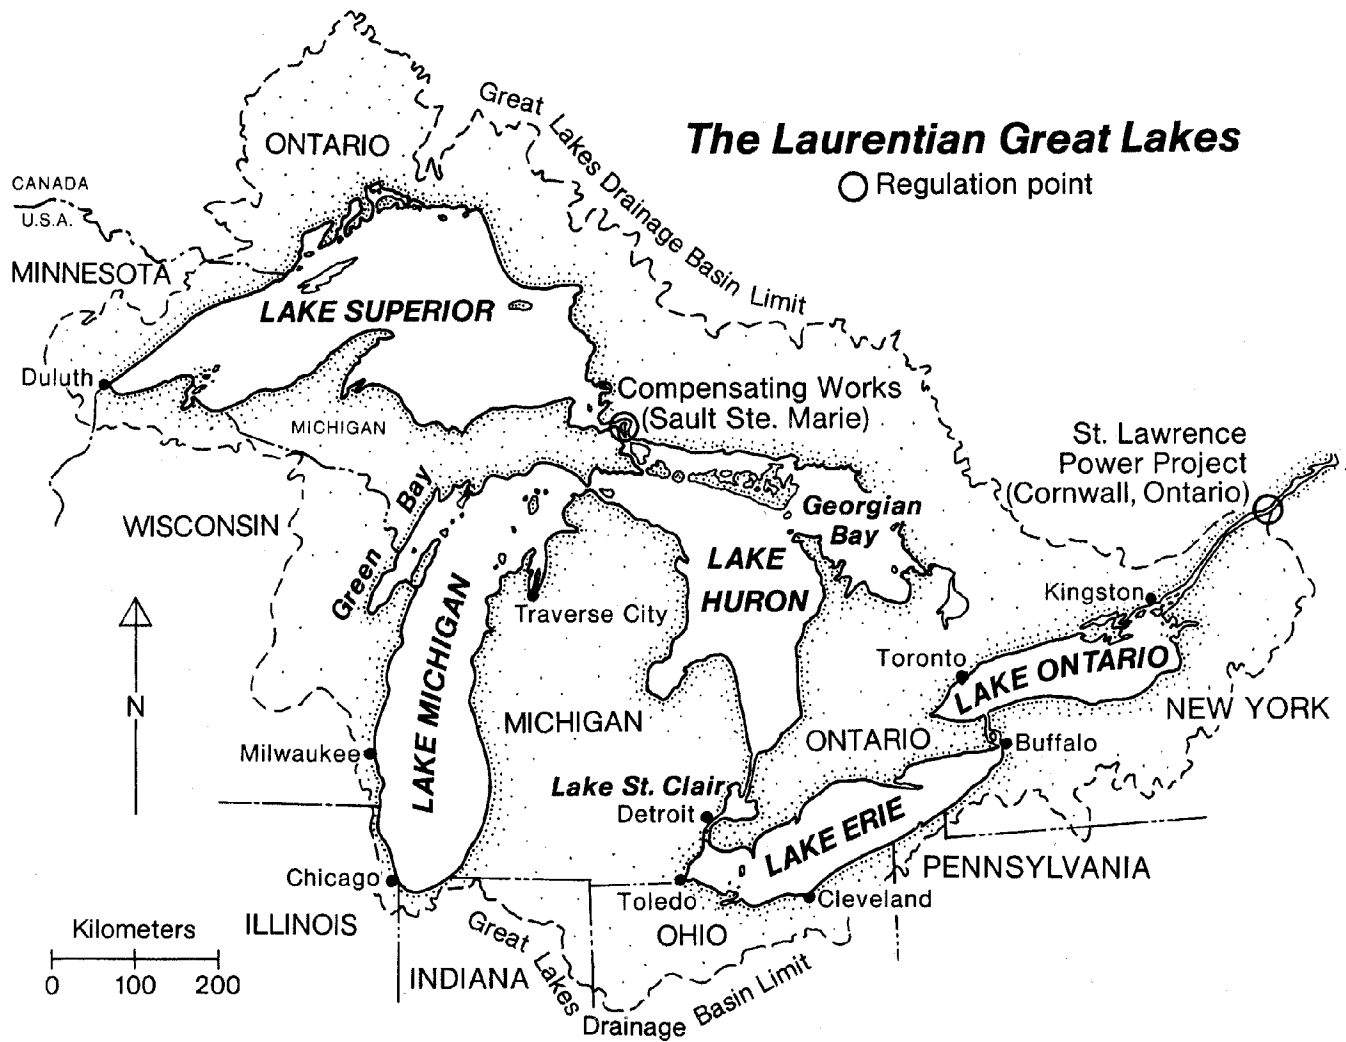 The Laurentian Great Lakes
Regulation point
Great Lakes Drainage Basin Limit
ONTARIO
CANADA
U.S.A.
MINNESOTA
LAKE SUPERIOR
Duluth
Compensating Works
(Sault Ste. Marie)
MICHIGAN
St. Lawrence
Power Project
(Cornwall, Ontario)
WISCONSIN
Green Bay
Georgian
Bay
LAKE
HURON
Kingston
Traverse City
LAKE MICHIGAN
Toronto
LAKE ONTARIO
N
MICHIGAN
NEW YORK
ONTARIO
Milwaukee
Buffalo
Lake St. Clair
Detroit
LAKE ERIE
PENNSYLVANIA
Chicago
Toledo
Cleveland
ILLINOIS
OHIO
Kilometers
0 100 200
INDIANA
Great Lakes Drainage Basin Limit